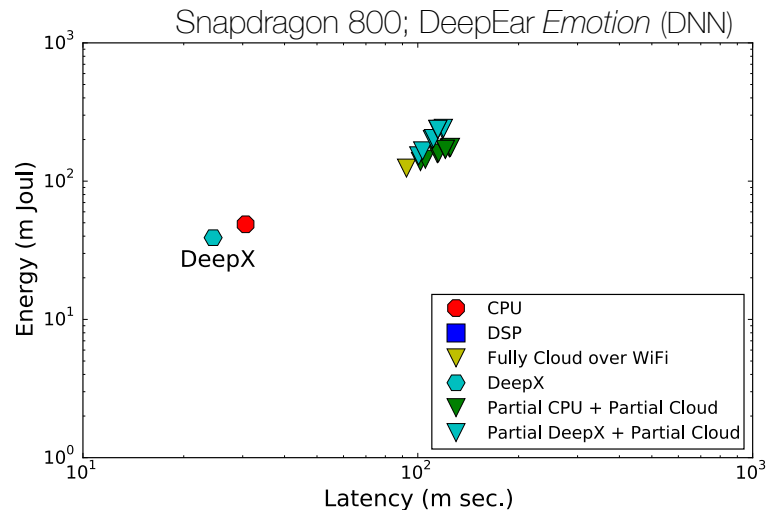 Snapdragon 800; DeepEar Emotion (DNN)
10³
10²
10¹
10⁰
Energy (m Joul)
DeepX
CPU
DSP
Fully Cloud over WiFi
DeepX
Partial CPU + Partial Cloud
Partial DeepX + Partial Cloud
10¹ 10² 10³
Latency (m sec.)